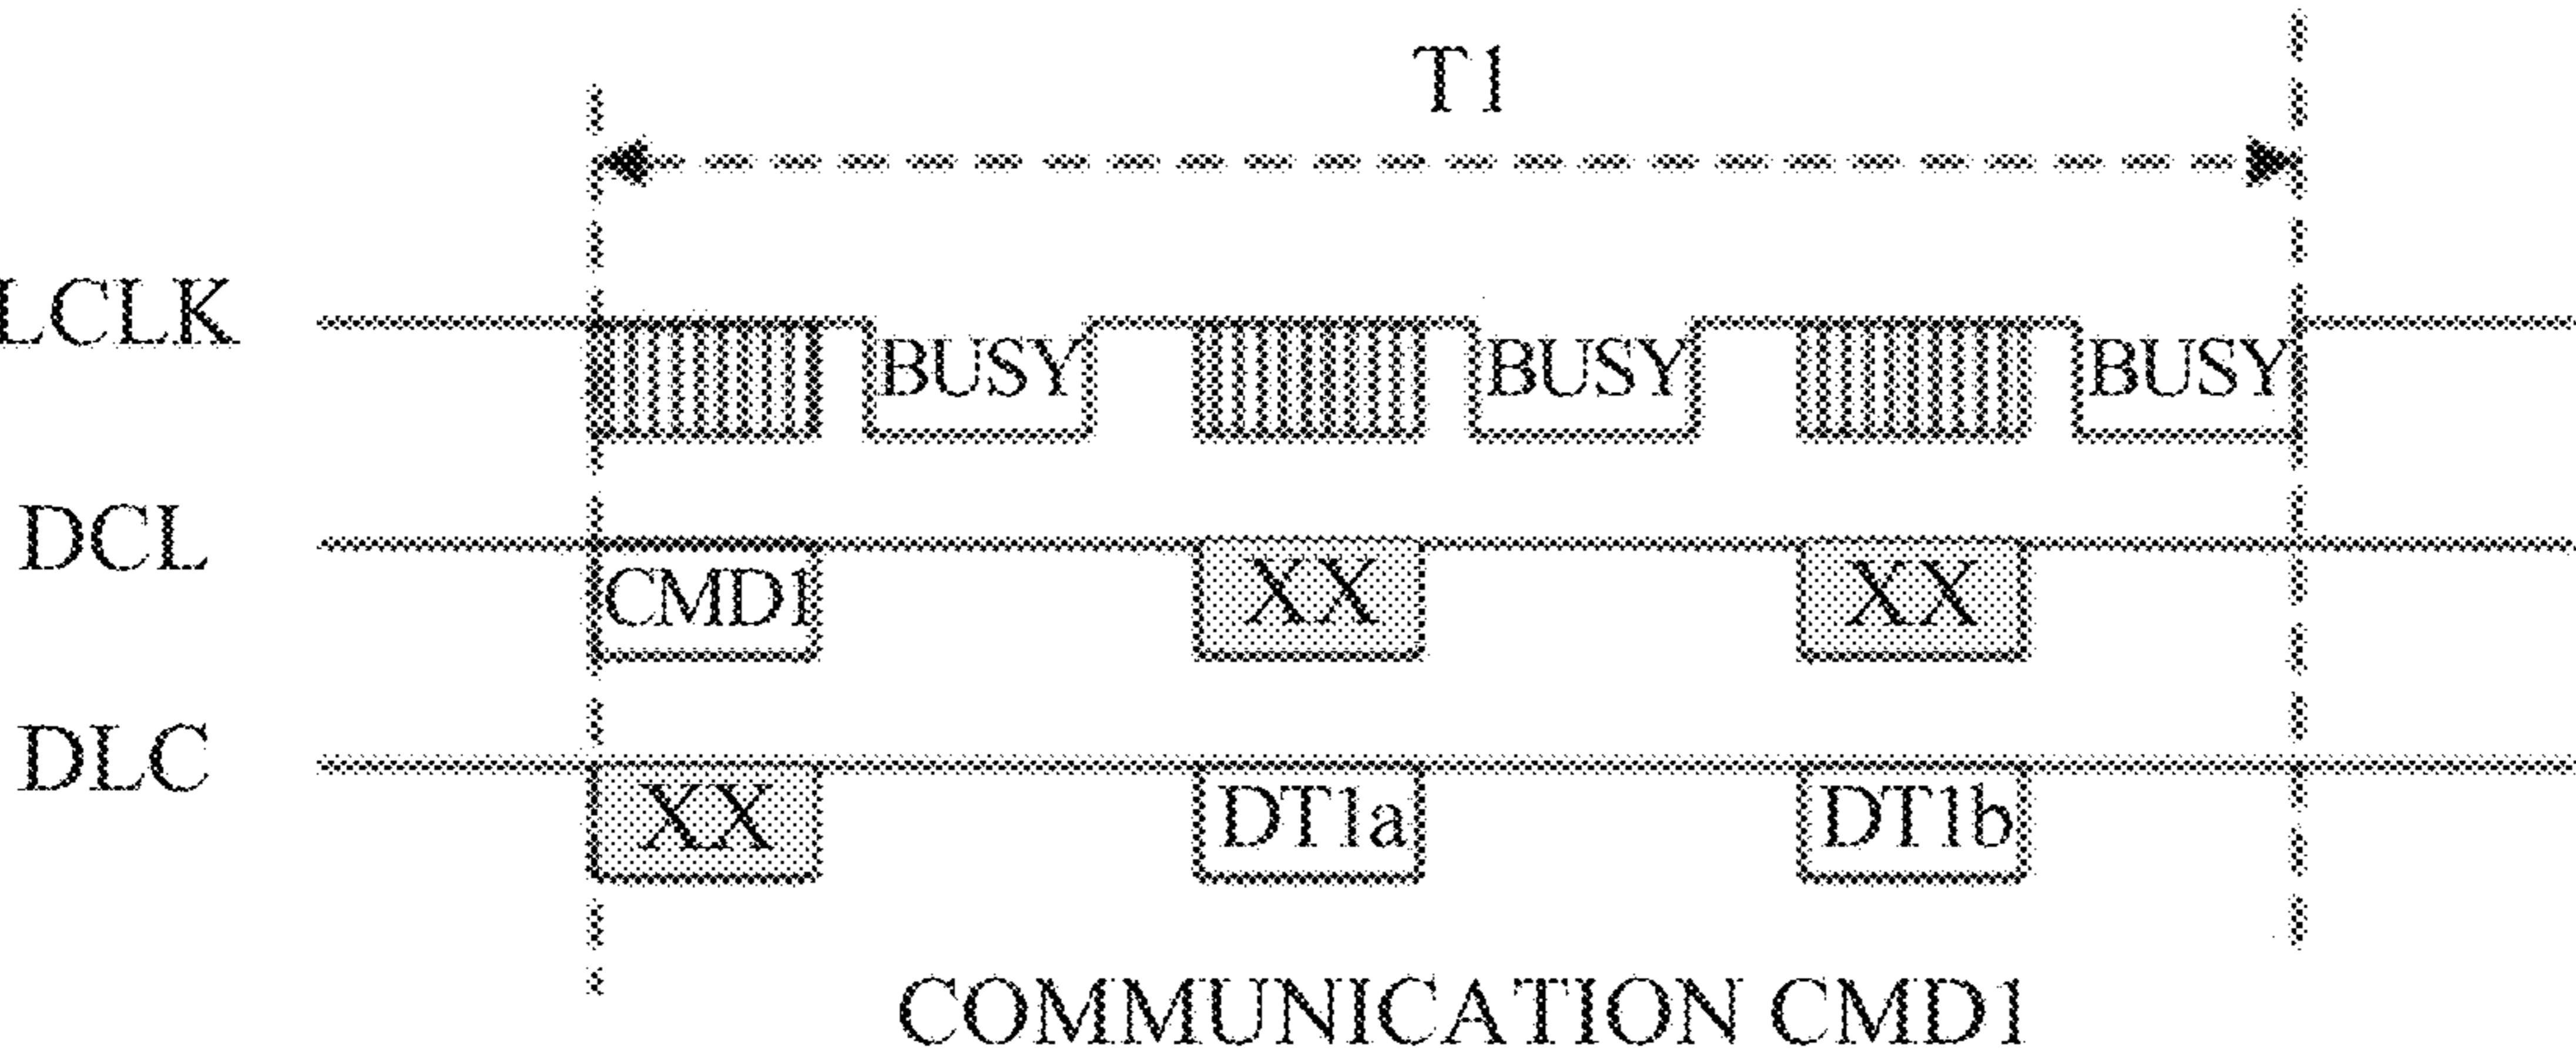 T1
LCLK BUSY BUSY BUSY
DCL CMD1 XX XX
DLC XX DT1a DT1b
COMMUNICATION CMD1